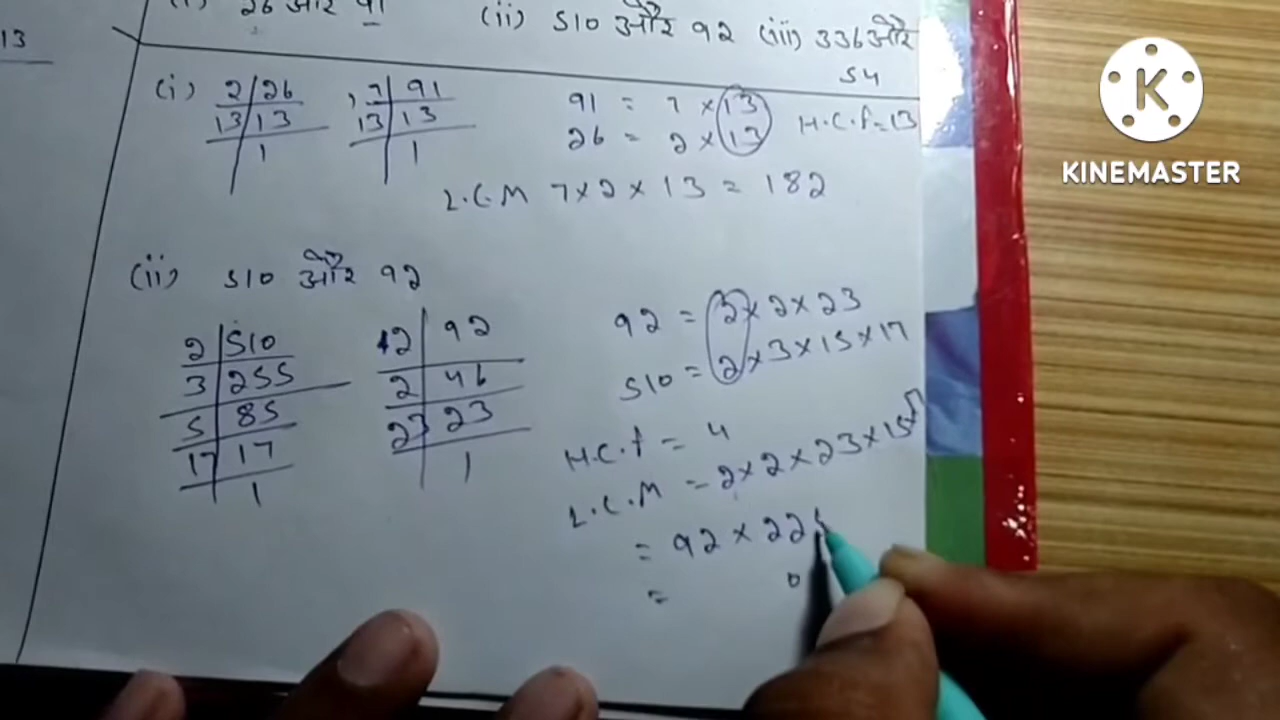 13
(i) 26 और 91 (ii) 510 और 92 (iii) 336 और
54
(i) 2 | 26 , 7 | 91
13 | 13 13 | 13
1 1
91 = 7 × 13
26 = 2 × 13
H.C.f = 13
L.C.M 7 × 2 × 13 = 182
(ii) 510 और 92
2 | 510
3 | 255
5 | 85
17 | 17
1
2 | 92
2 | 46
23 | 23
1
92 = 2 × 2 × 23
510 = 2 × 3 × 15 × 17
H.C.f = 4
L.C.M = 2 × 2 × 23 × 15
= 92 × 22
= 0
K
KINEMASTER